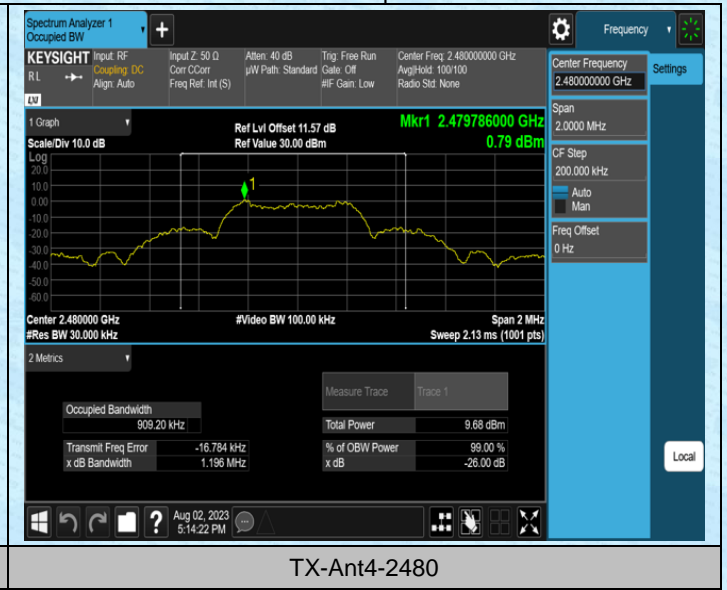 Spectrum Analyzer 1
Occupied BW
+
Frequency
KEYSIGHT
RL
Input: RF
Coupling: DC
Align: Auto
Input Z: 50 Ω
Corr CCorr
Freq Ref: Int (S)
Atten: 40 dB
µW Path: Standard
Trig: Free Run
Gate: Off
#IF Gain: Low
Center Freq: 2.480000000 GHz
Avg|Hold: 100/100
Radio Std: None
Center Frequency
2.480000000 GHz
Settings
Span
2.0000 MHz
CF Step
200.000 kHz
Auto
Man
Freq Offset
0 Hz
1 Graph
Scale/Div 10.0 dB
Ref Lvl Offset 11.57 dB
Ref Value 30.00 dBm
Mkr1 2.479786000 GHz
0.79 dBm
Log
20.0
10.0
0.00
-10.0
-20.0
-30.0
-40.0
-50.0
-60.0
1
Center 2.480000 GHz
#Res BW 30.000 kHz
#Video BW 100.00 kHz
Span 2 MHz
Sweep 2.13 ms (1001 pts)
2 Metrics
Measure Trace Trace 1
Occupied Bandwidth
909.20 kHz
Total Power 9.68 dBm
Transmit Freq Error -16.784 kHz
% of OBW Power 99.00 %
x dB Bandwidth 1.196 MHz
x dB -26.00 dB
Local
?
Aug 02, 2023
5:14:22 PM
TX-Ant4-2480